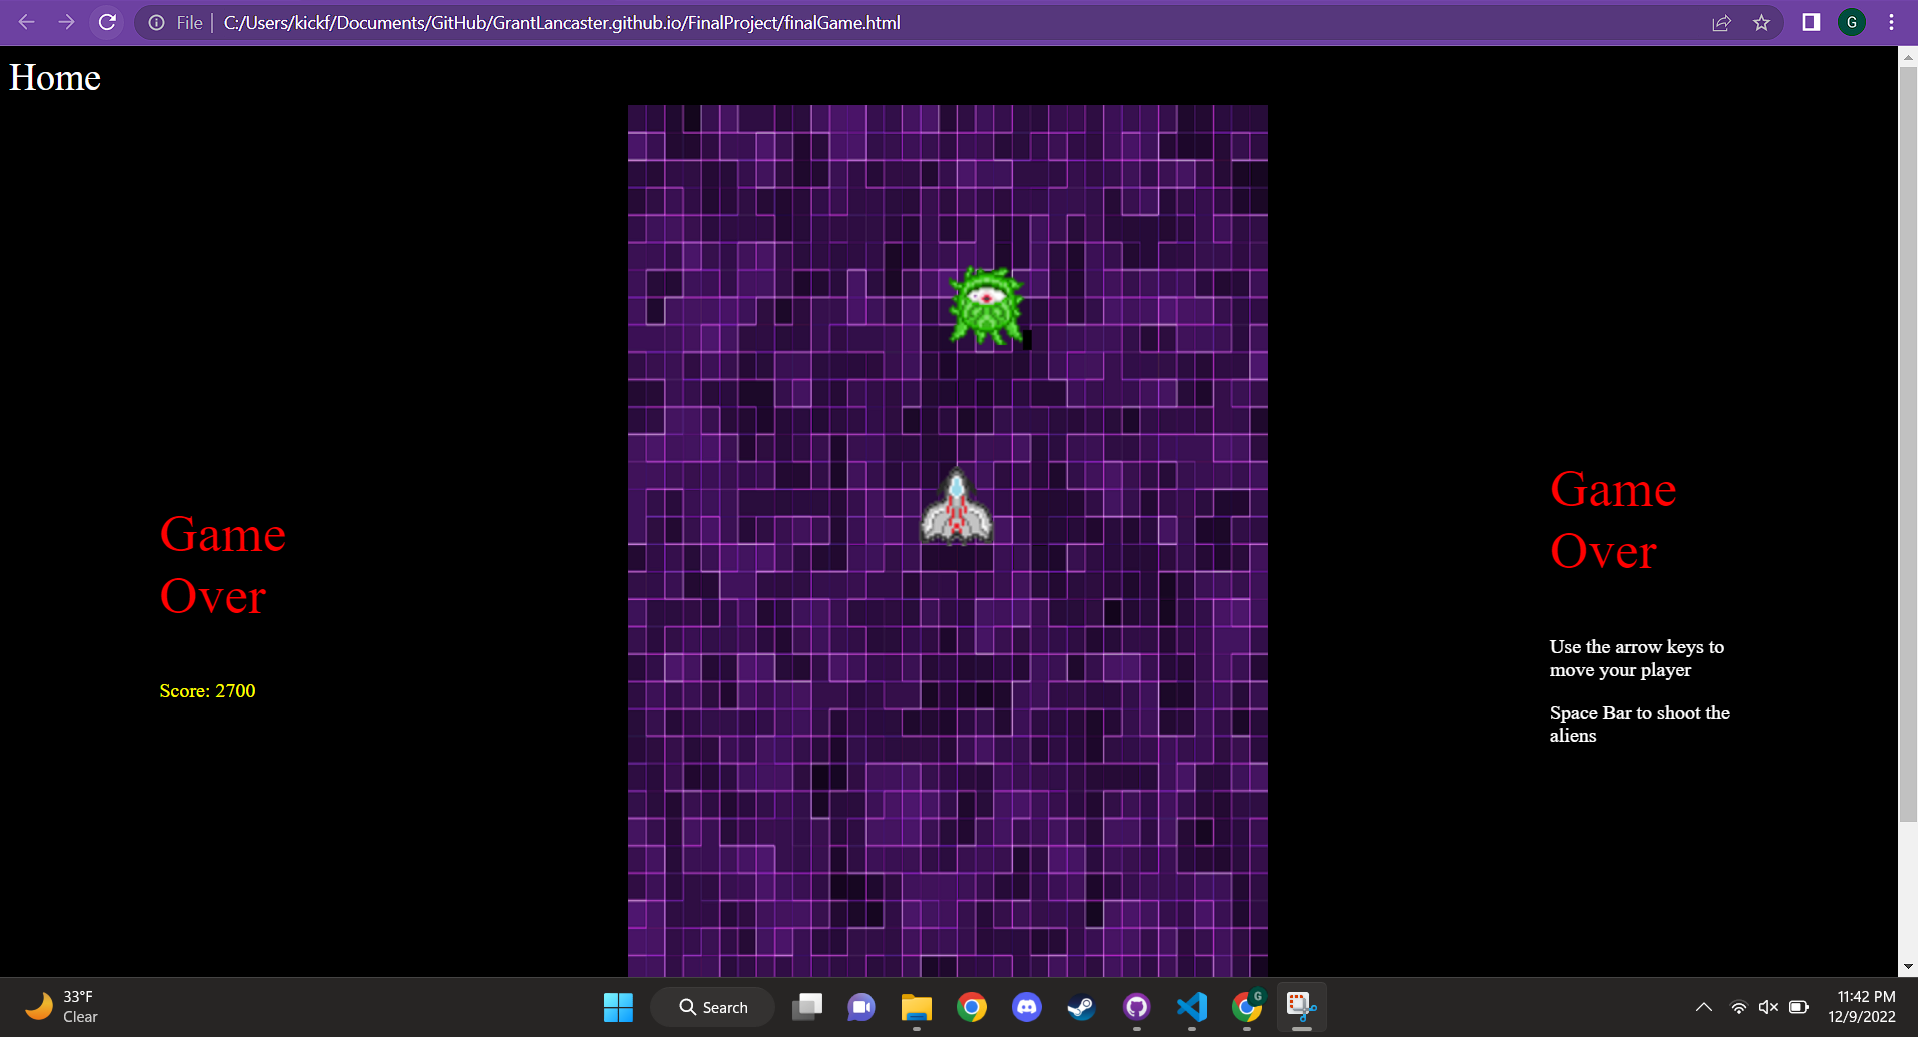 File
C:/Users/kickf/Documents/GitHub/GrantLancaster.github.io/FinalProject/finalGame.html
G
Home
Game
Over
Score: 2700
Game
Over
Use the arrow keys to
move your player
Space Bar to shoot the
aliens
33°F
Clear
Search
G
11:42 PM
12/9/2022